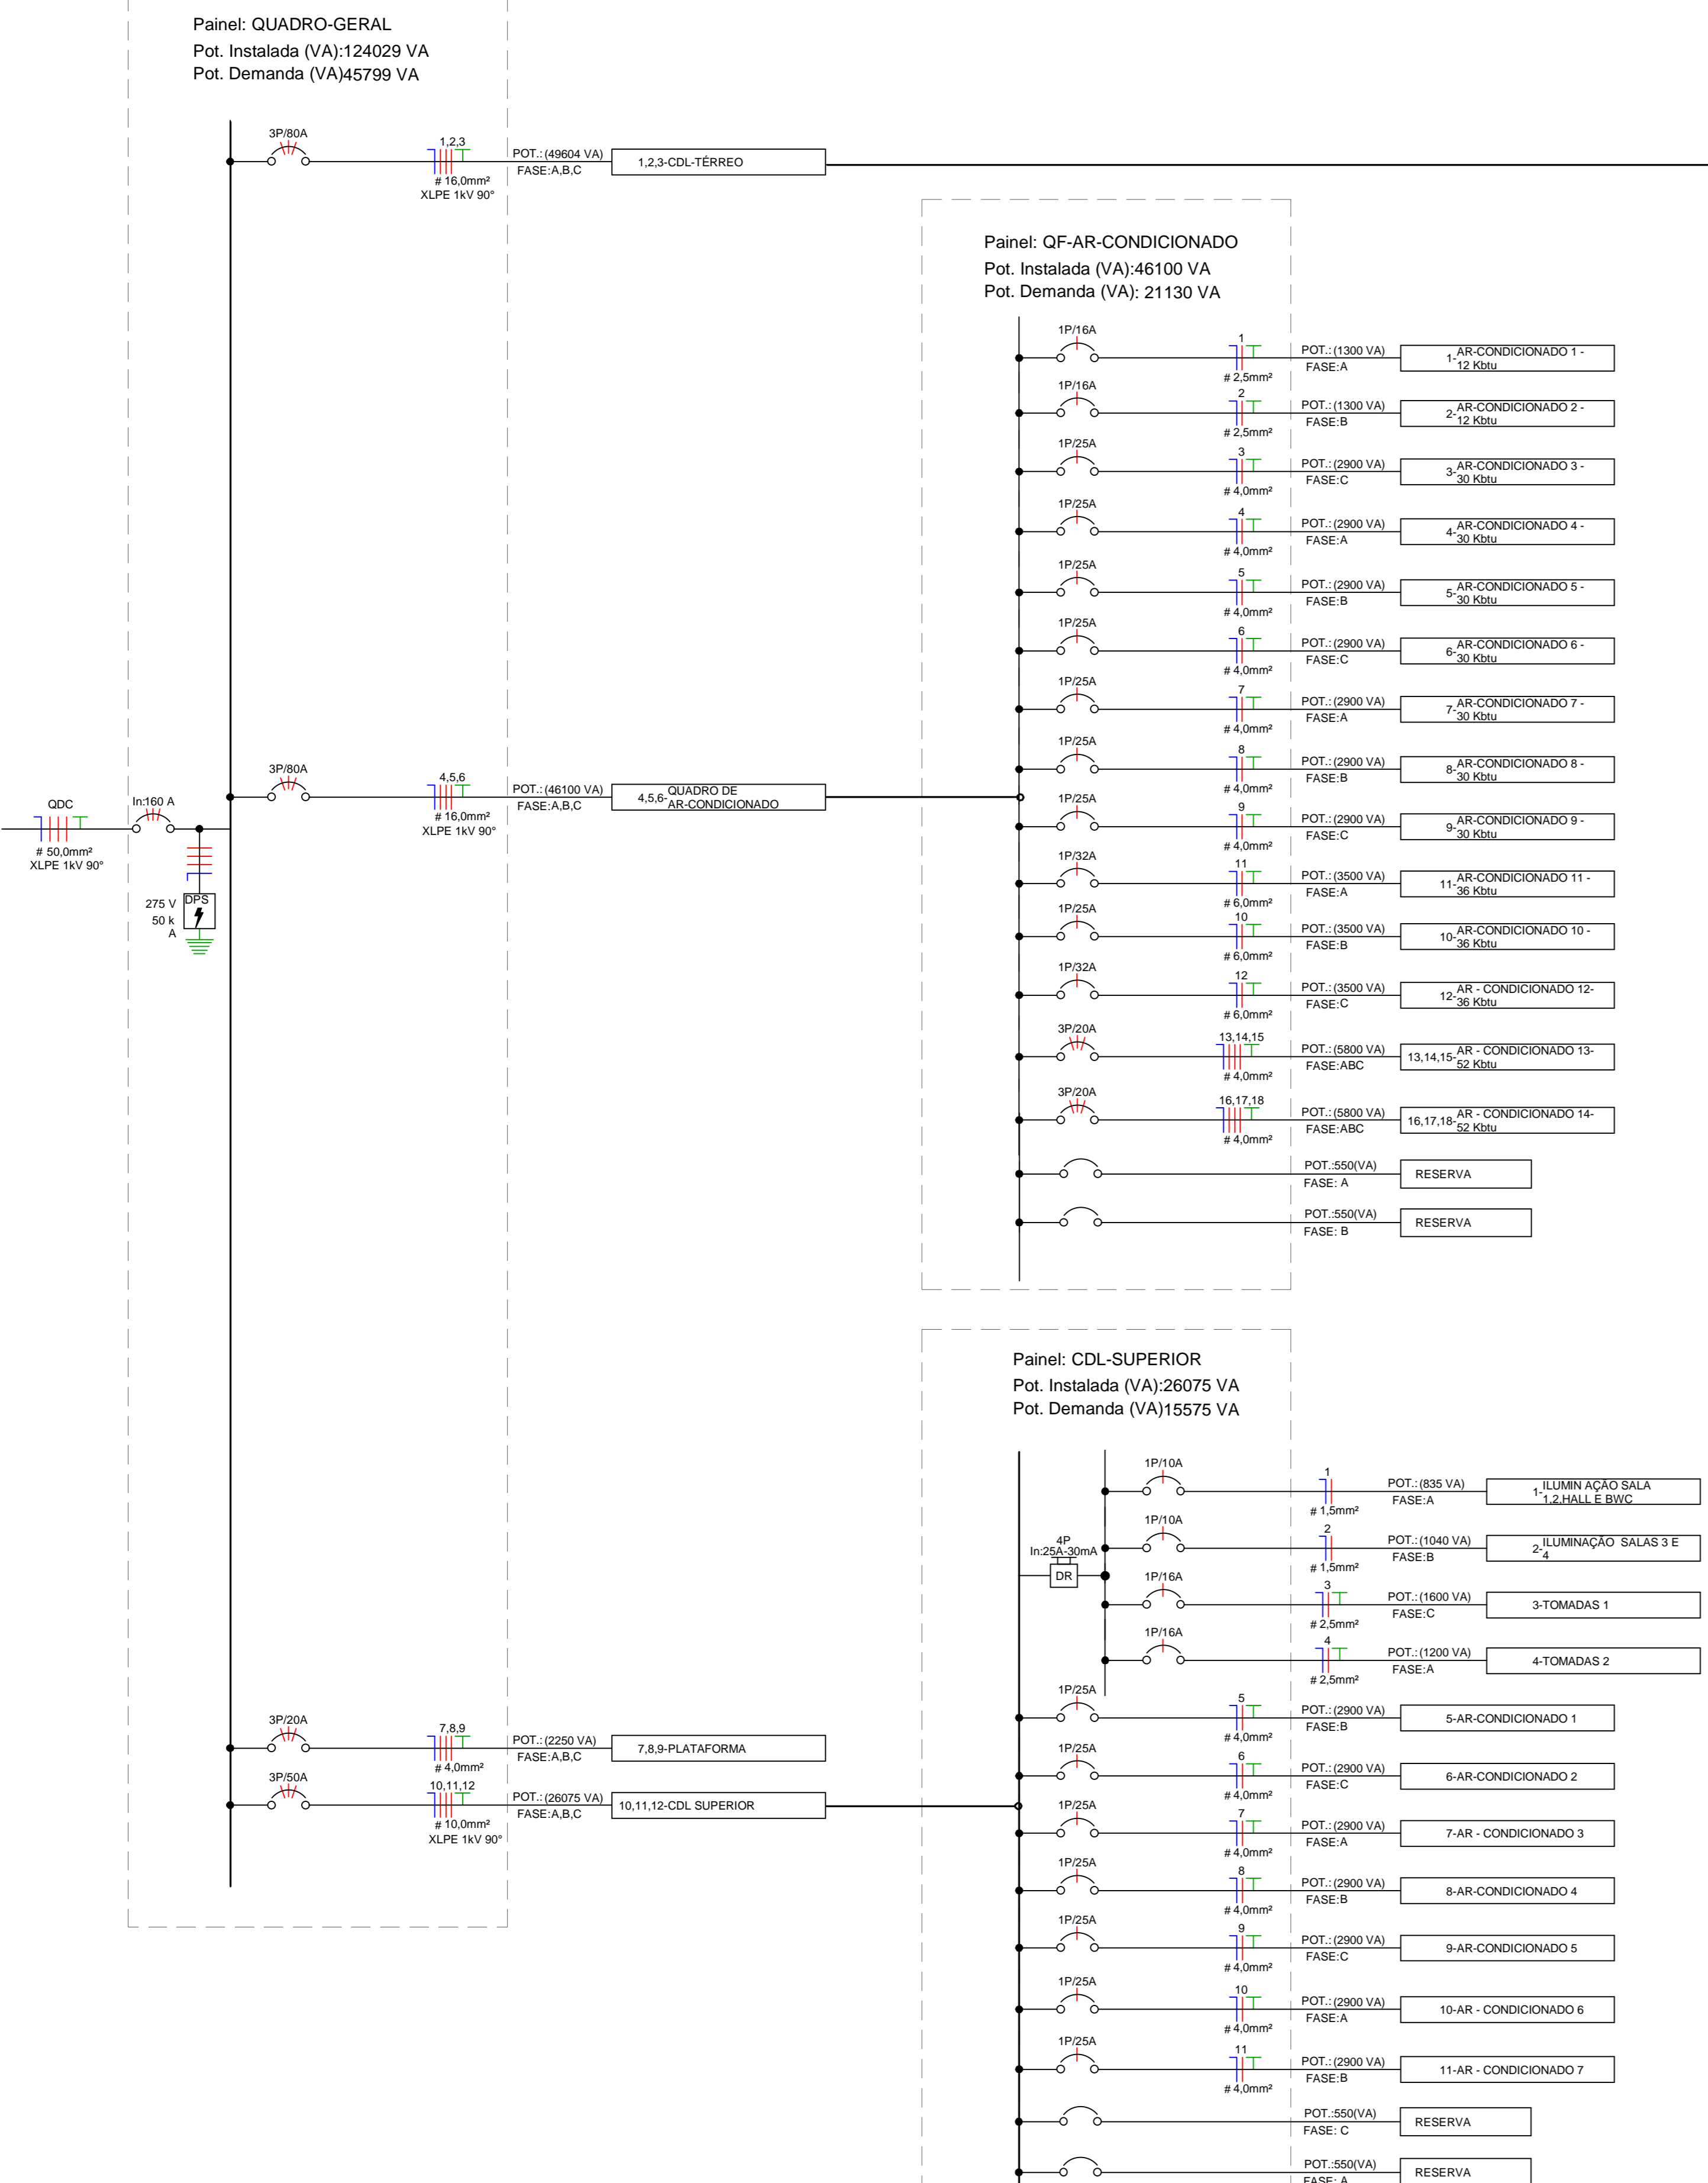 Painel: QUADRO-GERAL
Pot. Instalada (VA):124029 VA
Pot. Demanda (VA)45799 VA
3P/80A
1,2,3
# 16,0mm²
XLPE 1kV 90°
POT.: (49604 VA)
FASE:A,B,C
1,2,3-CDL-TÉRREO
3P/80A
4,5,6
# 16,0mm²
XLPE 1kV 90°
POT.: (46100 VA)
FASE:A,B,C
4,5,6-QUADRO DE
AR-CONDICIONADO
QDC
# 50,0mm²
XLPE 1kV 90°
In:160 A
DPS
275 V
50 k
A
3P/20A
7,8,9
# 4,0mm²
POT.: (2250 VA)
FASE:A,B,C
7,8,9-PLATAFORMA
3P/50A
10,11,12
# 10,0mm²
XLPE 1kV 90°
POT.: (26075 VA)
FASE:A,B,C
10,11,12-CDL SUPERIOR
Painel: QF-AR-CONDICIONADO
Pot. Instalada (VA):46100 VA
Pot. Demanda (VA): 21130 VA
1P/16A
1
# 2,5mm²
POT.: (1300 VA)
FASE:A
1-AR-CONDICIONADO 1 -
12 Kbtu
1P/16A
2
# 2,5mm²
POT.: (1300 VA)
FASE:B
2-AR-CONDICIONADO 2 -
12 Kbtu
1P/25A
3
# 4,0mm²
POT.: (2900 VA)
FASE:C
3-AR-CONDICIONADO 3 -
30 Kbtu
1P/25A
4
# 4,0mm²
POT.: (2900 VA)
FASE:A
4-AR-CONDICIONADO 4 -
30 Kbtu
1P/25A
5
# 4,0mm²
POT.: (2900 VA)
FASE:B
5-AR-CONDICIONADO 5 -
30 Kbtu
1P/25A
6
# 4,0mm²
POT.: (2900 VA)
FASE:C
6-AR-CONDICIONADO 6 -
30 Kbtu
1P/25A
7
# 4,0mm²
POT.: (2900 VA)
FASE:A
7-AR-CONDICIONADO 7 -
30 Kbtu
1P/25A
8
# 4,0mm²
POT.: (2900 VA)
FASE:B
8-AR-CONDICIONADO 8 -
30 Kbtu
1P/25A
9
# 4,0mm²
POT.: (2900 VA)
FASE:C
9-AR-CONDICIONADO 9 -
30 Kbtu
1P/32A
11
# 6,0mm²
POT.: (3500 VA)
FASE:A
11-AR-CONDICIONADO 11 -
36 Kbtu
1P/25A
10
# 6,0mm²
POT.: (3500 VA)
FASE:B
10-AR-CONDICIONADO 10 -
36 Kbtu
1P/32A
12
# 6,0mm²
POT.: (3500 VA)
FASE:C
12-AR - CONDICIONADO 12-
36 Kbtu
3P/20A
13,14,15
# 4,0mm²
POT.: (5800 VA)
FASE:ABC
13,14,15-AR - CONDICIONADO 13-
52 Kbtu
3P/20A
16,17,18
# 4,0mm²
POT.: (5800 VA)
FASE:ABC
16,17,18-AR - CONDICIONADO 14-
52 Kbtu
POT.:550(VA)
FASE: A
RESERVA
POT.:550(VA)
FASE: B
RESERVA
Painel: CDL-SUPERIOR
Pot. Instalada (VA):26075 VA
Pot. Demanda (VA)15575 VA
4P
In:25A-30mA
DR
1P/10A
1
# 1,5mm²
POT.: (835 VA)
FASE:A
1-ILUMIN AÇÃO SALA
1,2,HALL E BWC
1P/10A
2
# 1,5mm²
POT.: (1040 VA)
FASE:B
2-ILUMINAÇÃO SALAS 3 E
4
1P/16A
3
# 2,5mm²
POT.: (1600 VA)
FASE:C
3-TOMADAS 1
1P/16A
4
# 2,5mm²
POT.: (1200 VA)
FASE:A
4-TOMADAS 2
1P/25A
5
# 4,0mm²
POT.: (2900 VA)
FASE:B
5-AR-CONDICIONADO 1
1P/25A
6
# 4,0mm²
POT.: (2900 VA)
FASE:C
6-AR-CONDICIONADO 2
1P/25A
7
# 4,0mm²
POT.: (2900 VA)
FASE:A
7-AR - CONDICIONADO 3
1P/25A
8
# 4,0mm²
POT.: (2900 VA)
FASE:B
8-AR-CONDICIONADO 4
1P/25A
9
# 4,0mm²
POT.: (2900 VA)
FASE:C
9-AR-CONDICIONADO 5
1P/25A
10
# 4,0mm²
POT.: (2900 VA)
FASE:A
10-AR - CONDICIONADO 6
1P/25A
11
# 4,0mm²
POT.: (2900 VA)
FASE:B
11-AR - CONDICIONADO 7
POT.:550(VA)
FASE: C
RESERVA
POT.:550(VA)
FASE: A
RESERVA